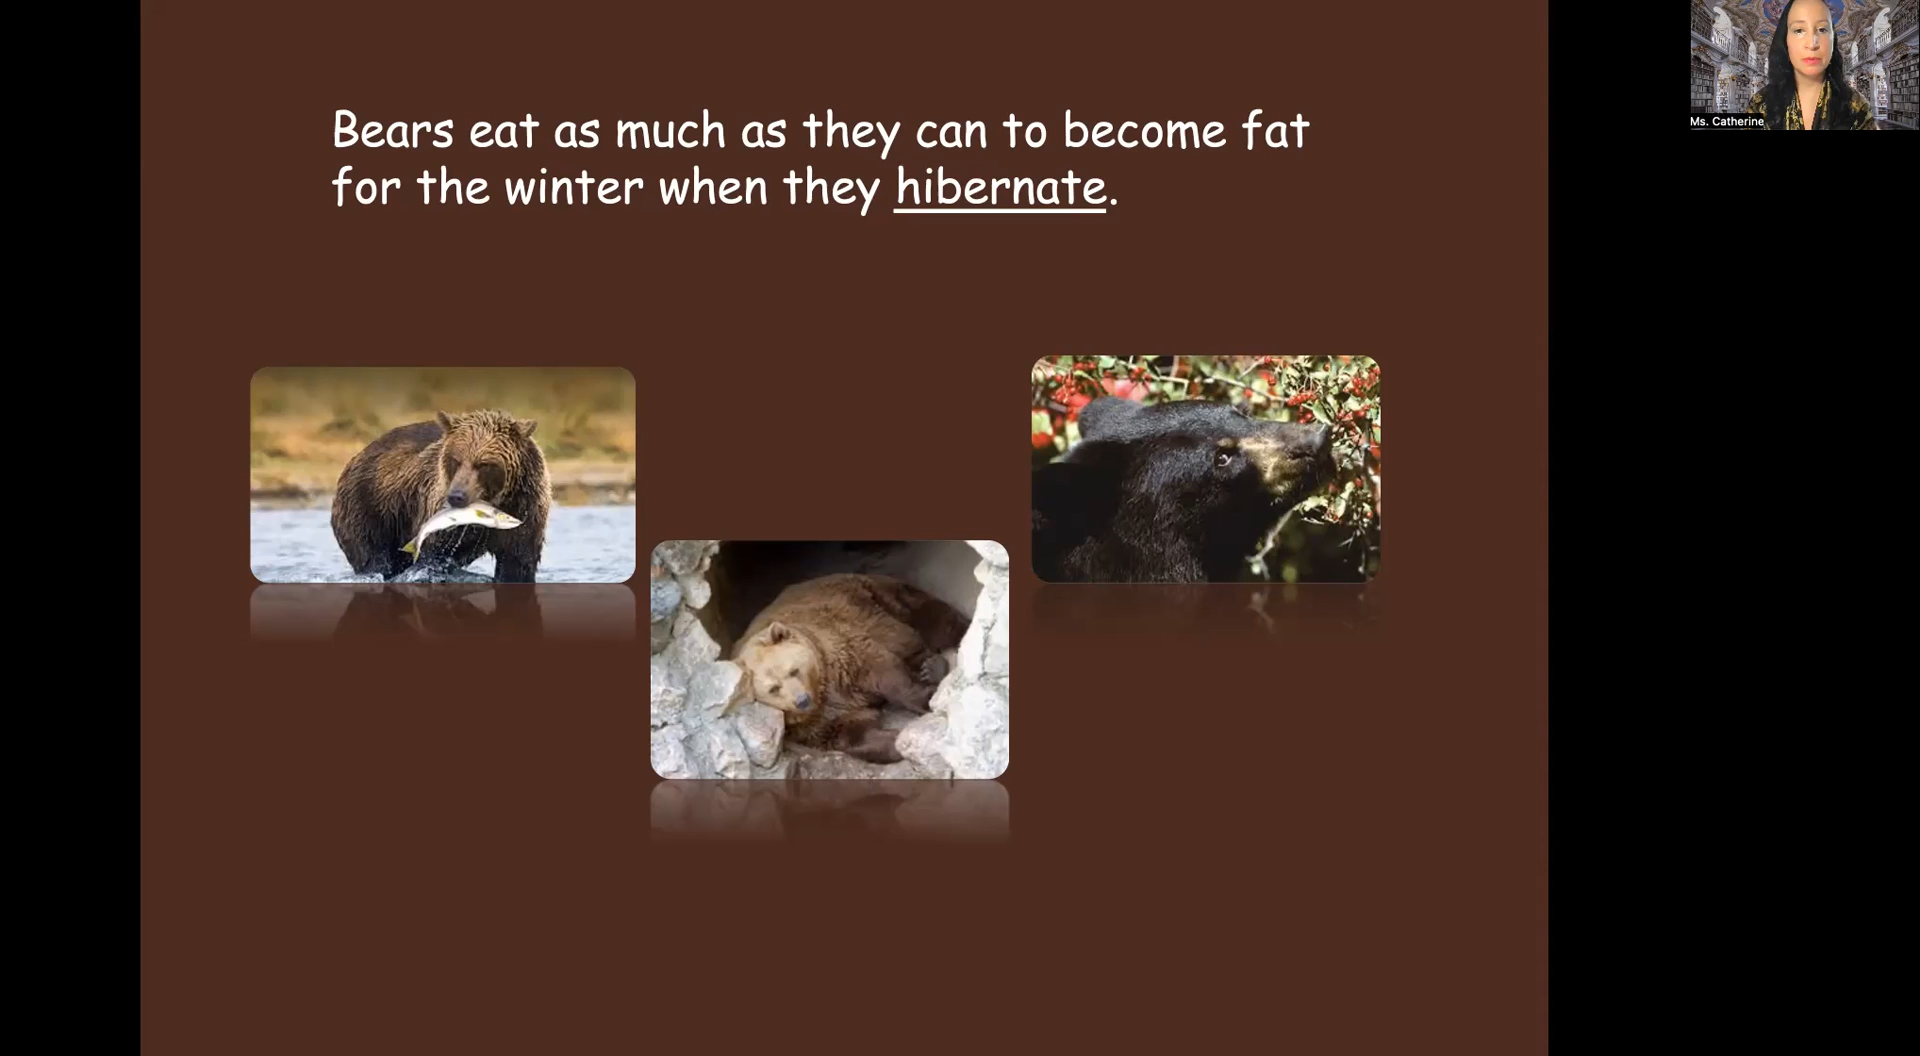 Bears eat as much as they can to become fat
for the winter when they hibernate.
Ms. Catherine